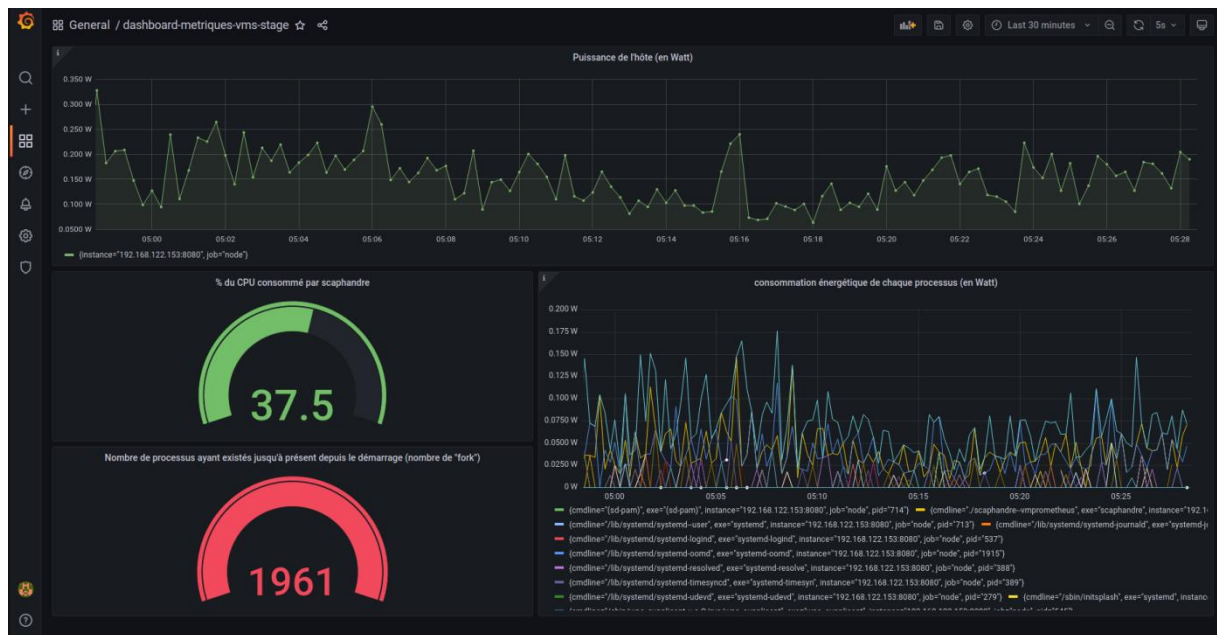 General / dashboard-metriques-vms-stage
Last 30 minutes
5s
Puissance de l'hôte (en Watt)
0.350 W
0.300 W
0.250 W
0.200 W
0.150 W
0.100 W
0.0500 W
05:00 05:02 05:04 05:06 05:08 05:10 05:12 05:14 05:16 05:18 05:20 05:22 05:24 05:26 05:28
{instance="192.168.122.153:8080", job="node"}
% du CPU consommé par scaphandre
37.5
Nombre de processus ayant existés jusqu'à présent depuis le démarrage (nombre de "fork")
1961
consommation énergétique de chaque processus (en Watt)
0.200 W
0.175 W
0.150 W
0.125 W
0.100 W
0.0750 W
0.0500 W
0.0250 W
0 W
05:00 05:05 05:10 05:15 05:20 05:25
{cmdline="(sd-pam)", exe="(sd-pam)", instance="192.168.122.153:8080", job="node", pid="714"} {cmdline="./scaphandre--vmprometheus", exe="scaphandre", instance="192.1
{cmdline="/lib/systemd/systemd--user", exe="systemd", instance="192.168.122.153:8080", job="node", pid="713"} {cmdline="/lib/systemd/systemd-journald", exe="systemd-j
{cmdline="/lib/systemd/systemd-logind", exe="systemd-logind", instance="192.168.122.153:8080", job="node", pid="537"}
{cmdline="/lib/systemd/systemd-oomd", exe="systemd-oomd", instance="192.168.122.153:8080", job="node", pid="1915"}
{cmdline="/lib/systemd/systemd-resolved", exe="systemd-resolve", instance="192.168.122.153:8080", job="node", pid="388"}
{cmdline="/lib/systemd/systemd-timesyncd", exe="systemd-timesyn", instance="192.168.122.153:8080", job="node", pid="389"}
{cmdline="/lib/systemd/systemd-udevd", exe="systemd-udevd", instance="192.168.122.153:8080", job="node", pid="279"} {cmdline="/sbin/initsplash", exe="systemd", instanc